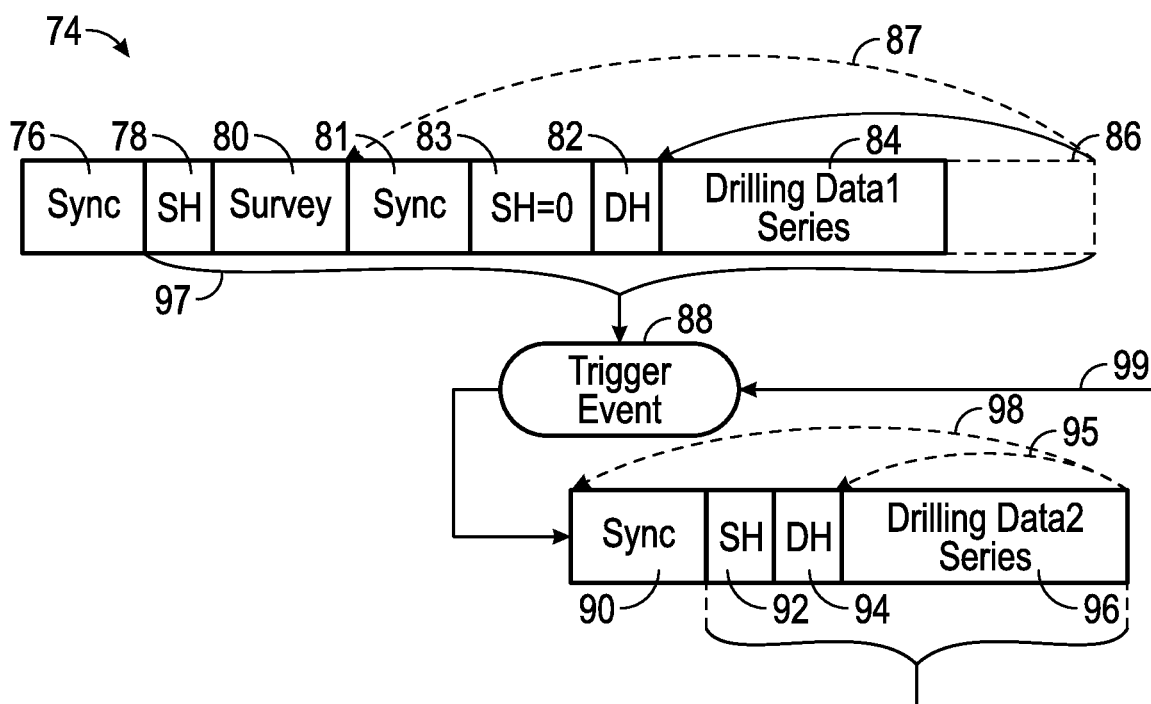 74
87
76
78
80
81
83
82
84
86
Sync
SH
Survey
Sync
SH=0
DH
Drilling Data1
Series
97
88
Trigger
Event
99
98
95
Sync
SH
DH
Drilling Data2
Series
90
92
94
96